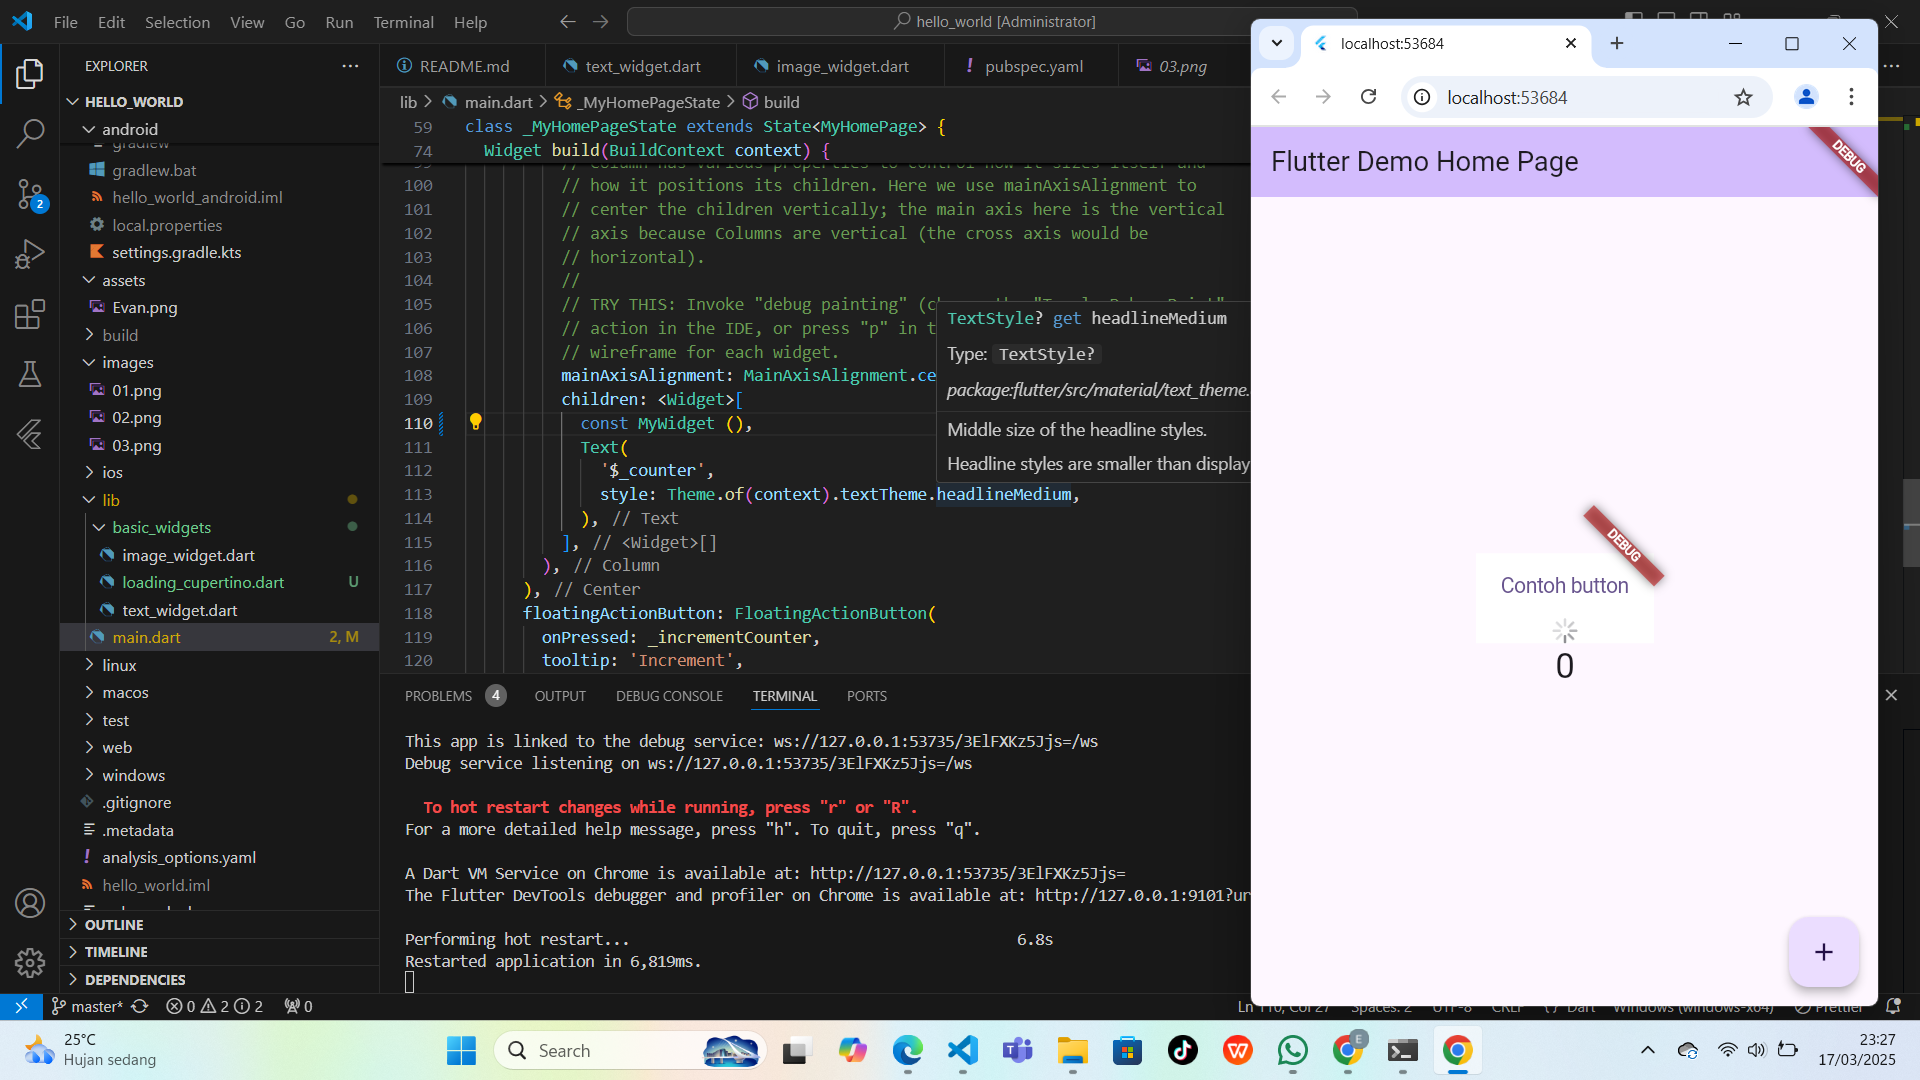 File Edit Selection View Go Run Terminal Help
hello_world [Administrator]
EXPLORER
HELLO_WORLD
android
gradlew
gradlew.bat
hello_world_android.iml
local.properties
settings.gradle.kts
assets
Evan.png
build
images
01.png
02.png
03.png
ios
lib
basic_widgets
image_widget.dart
loading_cupertino.dart U
text_widget.dart
main.dart 2, M
linux
macos
test
web
windows
.gitignore
.metadata
analysis_options.yaml
hello_world.iml
OUTLINE
TIMELINE
DEPENDENCIES
2
README.md text_widget.dart image_widget.dart pubspec.yaml 03.png
lib > main.dart > _MyHomePageState > build
59 class _MyHomePageState extends State<MyHomePage> {
74 Widget build(BuildContext context) {
// Column has various properties to control how it sizes itself and
100 // how it positions its children. Here we use mainAxisAlignment to
101 // center the children vertically; the main axis here is the vertical
102 // axis because Columns are vertical (the cross axis would be
103 // horizontal).
104 //
105 // TRY THIS: Invoke "debug painting" (
106 // action in the IDE, or press "p" in t
107 // wireframe for each widget.
108 mainAxisAlignment: MainAxisAlignment.ce
109 children: <Widget>[
110 const MyWidget (),
111 Text(
112 '$_counter',
113 style: Theme.of(context).textTheme.headlineMedium,
114 ), // Text
115 ], // <Widget>[]
116 ), // Column
117 ), // Center
118 floatingActionButton: FloatingActionButton(
119 onPressed: _incrementCounter,
120 tooltip: 'Increment',
TextStyle? get headlineMedium
Type: TextStyle?
package:flutter/src/material/text_theme.
Middle size of the headline styles.
Headline styles are smaller than display
PROBLEMS 4 OUTPUT DEBUG CONSOLE TERMINAL PORTS
This app is linked to the debug service: ws://127.0.0.1:53735/3ElFXKz5Jjs=/ws
Debug service listening on ws://127.0.0.1:53735/3ElFXKz5Jjs=/ws
To hot restart changes while running, press "r" or "R".
For a more detailed help message, press "h". To quit, press "q".
A Dart VM Service on Chrome is available at: http://127.0.0.1:53735/3ElFXKz5Jjs=
The Flutter DevTools debugger and profiler on Chrome is available at: http://127.0.0.1:9101?ur
Performing hot restart... 6.8s
Restarted application in 6,819ms.
master* 0 2 2 0
Ln 110, Col 27 Spaces: 2 UTF-8 CRLF {} Dart Windows (windows-x64) Prettier
localhost:53684
localhost:53684
Flutter Demo Home Page
DEBUG
DEBUG
Contoh button
0
+
25°C
Hujan sedang
Search
E
23:27
17/03/2025